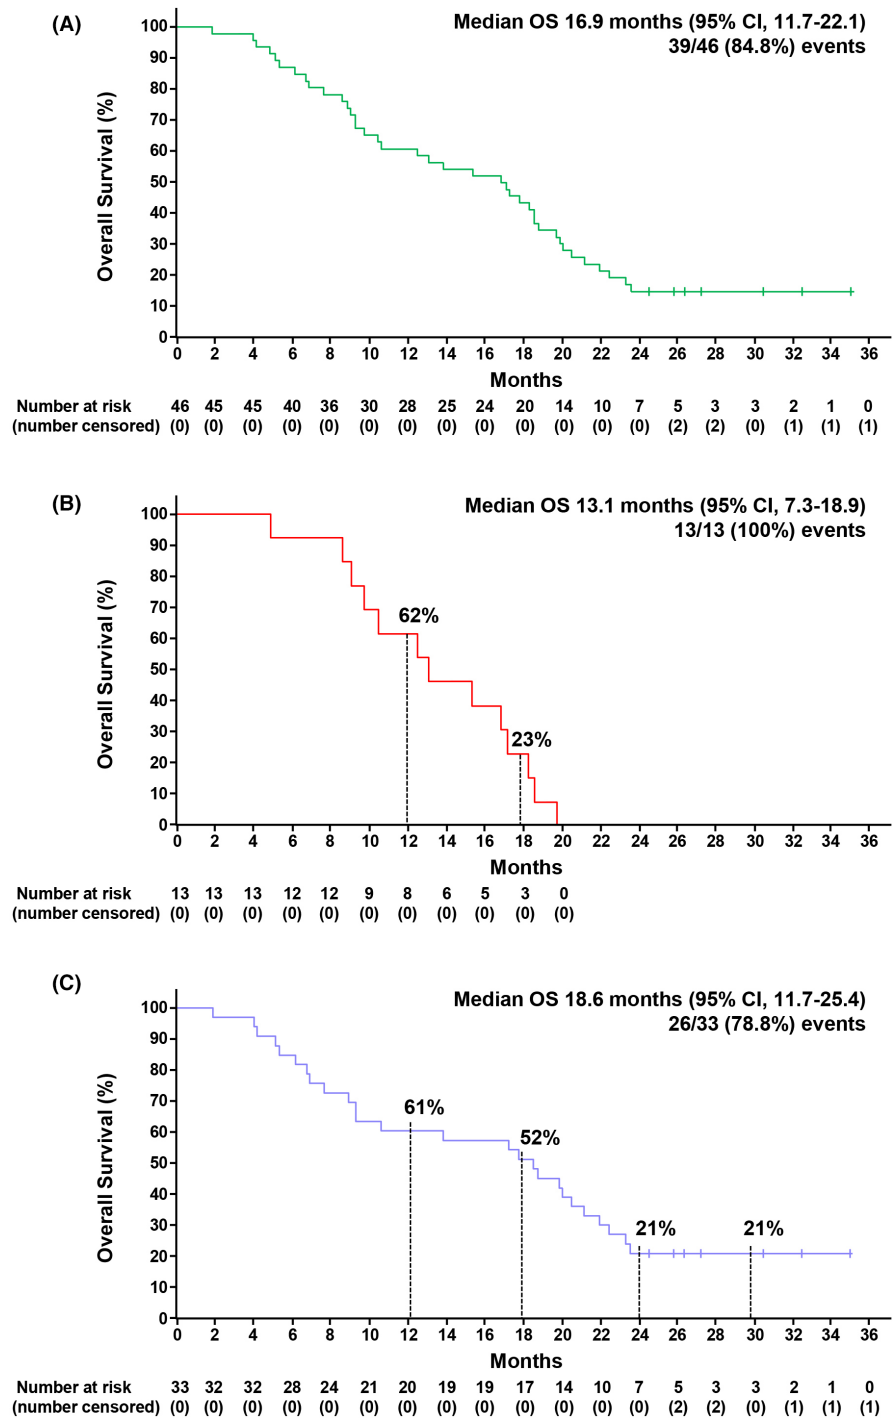 (A)
Median OS 16.9 months (95% CI, 11.7-22.1)
39/46 (84.8%) events
Overall Survival (%)
100
90
80
70
60
50
40
30
20
10
0
0 2 4 6 8 10 12 14 16 18 20 22 24 26 28 30 32 34 36
Months
Number at risk 46 45 45 40 36 30 28 25 24 20 14 10 7 5 3 3 2 1 0
(number censored) (0) (0) (0) (0) (0) (0) (0) (0) (0) (0) (0) (0) (0) (2) (2) (0) (1) (1) (1)
(B)
Median OS 13.1 months (95% CI, 7.3-18.9)
13/13 (100%) events
Overall Survival (%)
100
90
80
70
60
50
40
30
20
10
0
62%
23%
0 2 4 6 8 10 12 14 16 18 20 22 24 26 28 30 32 34 36
Months
Number at risk 13 13 13 12 12 9 8 6 5 3 0
(number censored) (0) (0) (0) (0) (0) (0) (0) (0) (0) (0) (0)
(C)
Median OS 18.6 months (95% CI, 11.7-25.4)
26/33 (78.8%) events
Overall Survival (%)
100
90
80
70
60
50
40
30
20
10
0
61%
52%
21%
21%
0 2 4 6 8 10 12 14 16 18 20 22 24 26 28 30 32 34 36
Months
Number at risk 33 32 32 28 24 21 20 19 19 17 14 10 7 5 3 3 2 1 0
(number censored) (0) (0) (0) (0) (0) (0) (0) (0) (0) (0) (0) (0) (0) (2) (2) (0) (1) (1) (1)